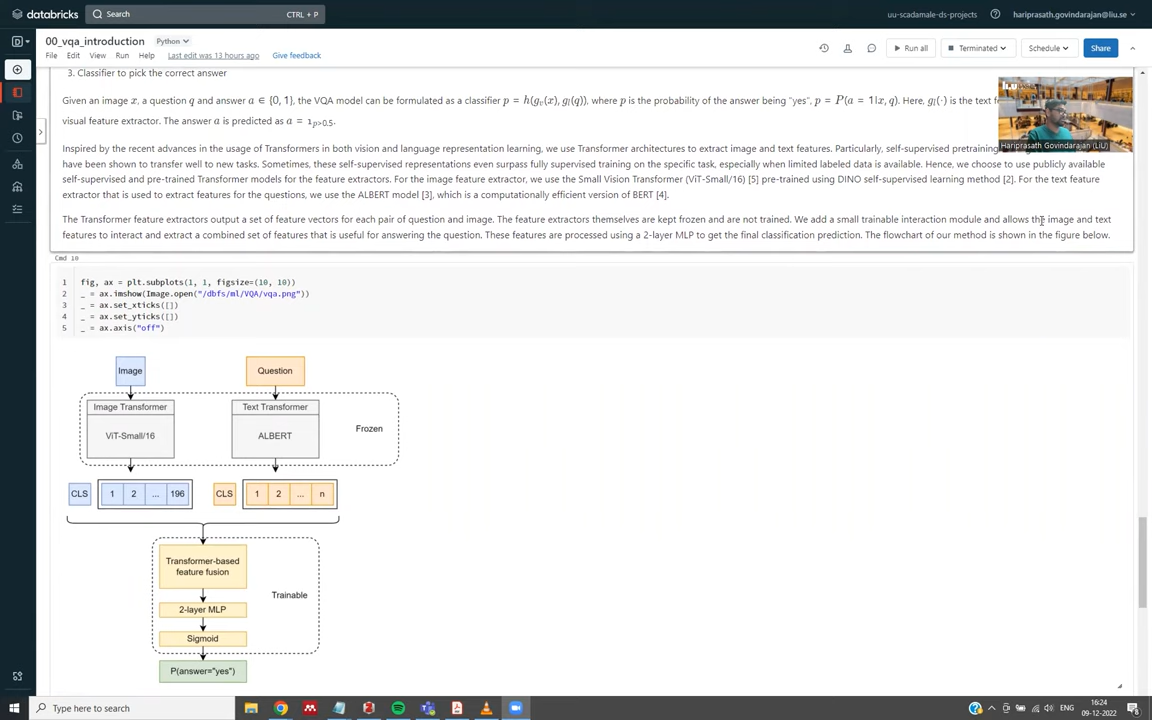 databricks
Search
CTRL + P
uu-scadamale-ds-projects
hariprasath.govindarajan@liu.se
00_vqa_introduction
Python
File Edit View Run Help Last edit was 13 hours ago Give feedback
Run all
Terminated
Schedule
Share
3. Classifier to pick the correct answer
Given an image x, a question q and answer a ∈ {0, 1}, the VQA model can be formulated as a classifier p = h(g_v(x), g_l(q)), where p is the probability of the answer being "yes", p = P(a = 1|x, q). Here, g_l(·) is the text
visual feature extractor. The answer a is predicted as a = 1_{p>0.5}.
Inspired by the recent advances in the usage of Transformers in both vision and language representation learning, we use Transformer architectures to extract image and text features. Particularly, self-supervised pretraining
have been shown to transfer well to new tasks. Sometimes, these self-supervised representations even surpass fully supervised training on the specific task, especially when limited labeled data is available. Hence, we choose to use publicly available
self-supervised and pre-trained Transformer models for the feature extractors. For the image feature extractor, we use the Small Vision Transformer (ViT-Small/16) [5] pre-trained using DINO self-supervised learning method [2]. For the text feature
extractor that is used to extract features for the questions, we use the ALBERT model [3], which is a computationally efficient version of BERT [4].
The Transformer feature extractors output a set of feature vectors for each pair of question and image. The feature extractors themselves are kept frozen and are not trained. We add a small trainable interaction module and allows the image and text
features to interact and extract a combined set of features that is useful for answering the question. These features are processed using a 2-layer MLP to get the final classification prediction. The flowchart of our method is shown in the figure below.
LiU
Hariprasath Govindarajan (LiU)
Cmd 10
1 fig, ax = plt.subplots(1, 1, figsize=(10, 10))
2 _ = ax.imshow(Image.open("/dbfs/ml/VQA/vqa.png"))
3 _ = ax.set_xticks([])
4 _ = ax.set_yticks([])
5 _ = ax.axis("off")
Image
Question
Image Transformer
Text Transformer
ViT-Small/16
ALBERT
Frozen
CLS 1 2 ... 196
CLS 1 2 ... n
Transformer-based
feature fusion
2-layer MLP
Sigmoid
Trainable
P(answer="yes")
Type here to search
ENG
16:24
09-12-2022